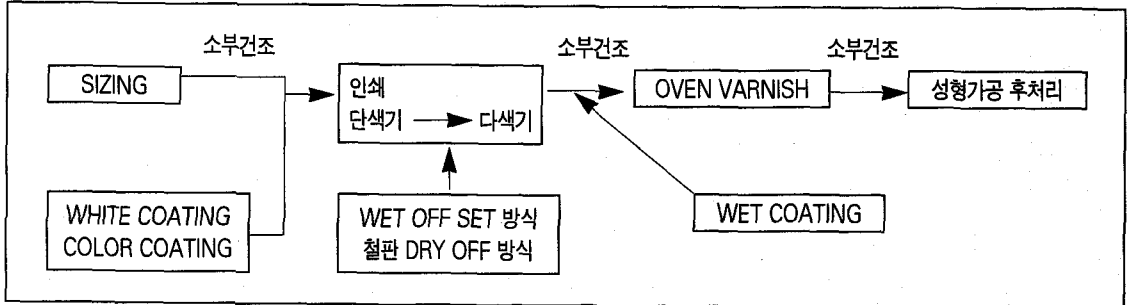 소부건조
소부건조
소부건조
SIZING
인쇄
단색기 다색기
OVEN VARNISH
성형가공 후처리
WHITE COATING
COLOR COATING
WET OFF SET 방식
철판 DRY OFF 방식
WET COATING